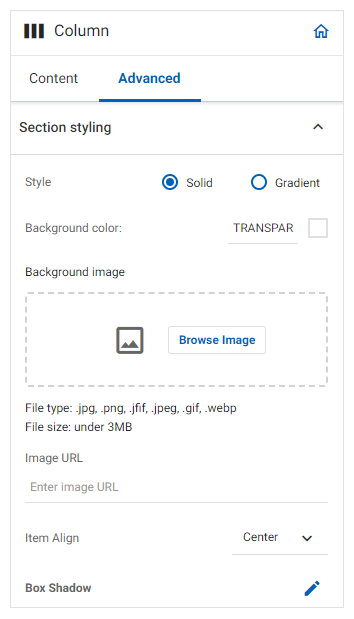 Column
Content Advanced
Section styling
Style Solid Gradient
Background color: TRANSPAR
Background image
Browse Image
File type: .jpg, .png, .jfif, .jpeg, .gif, .webp
File size: under 3MB
Image URL
Enter image URL
Item Align Center
Box Shadow